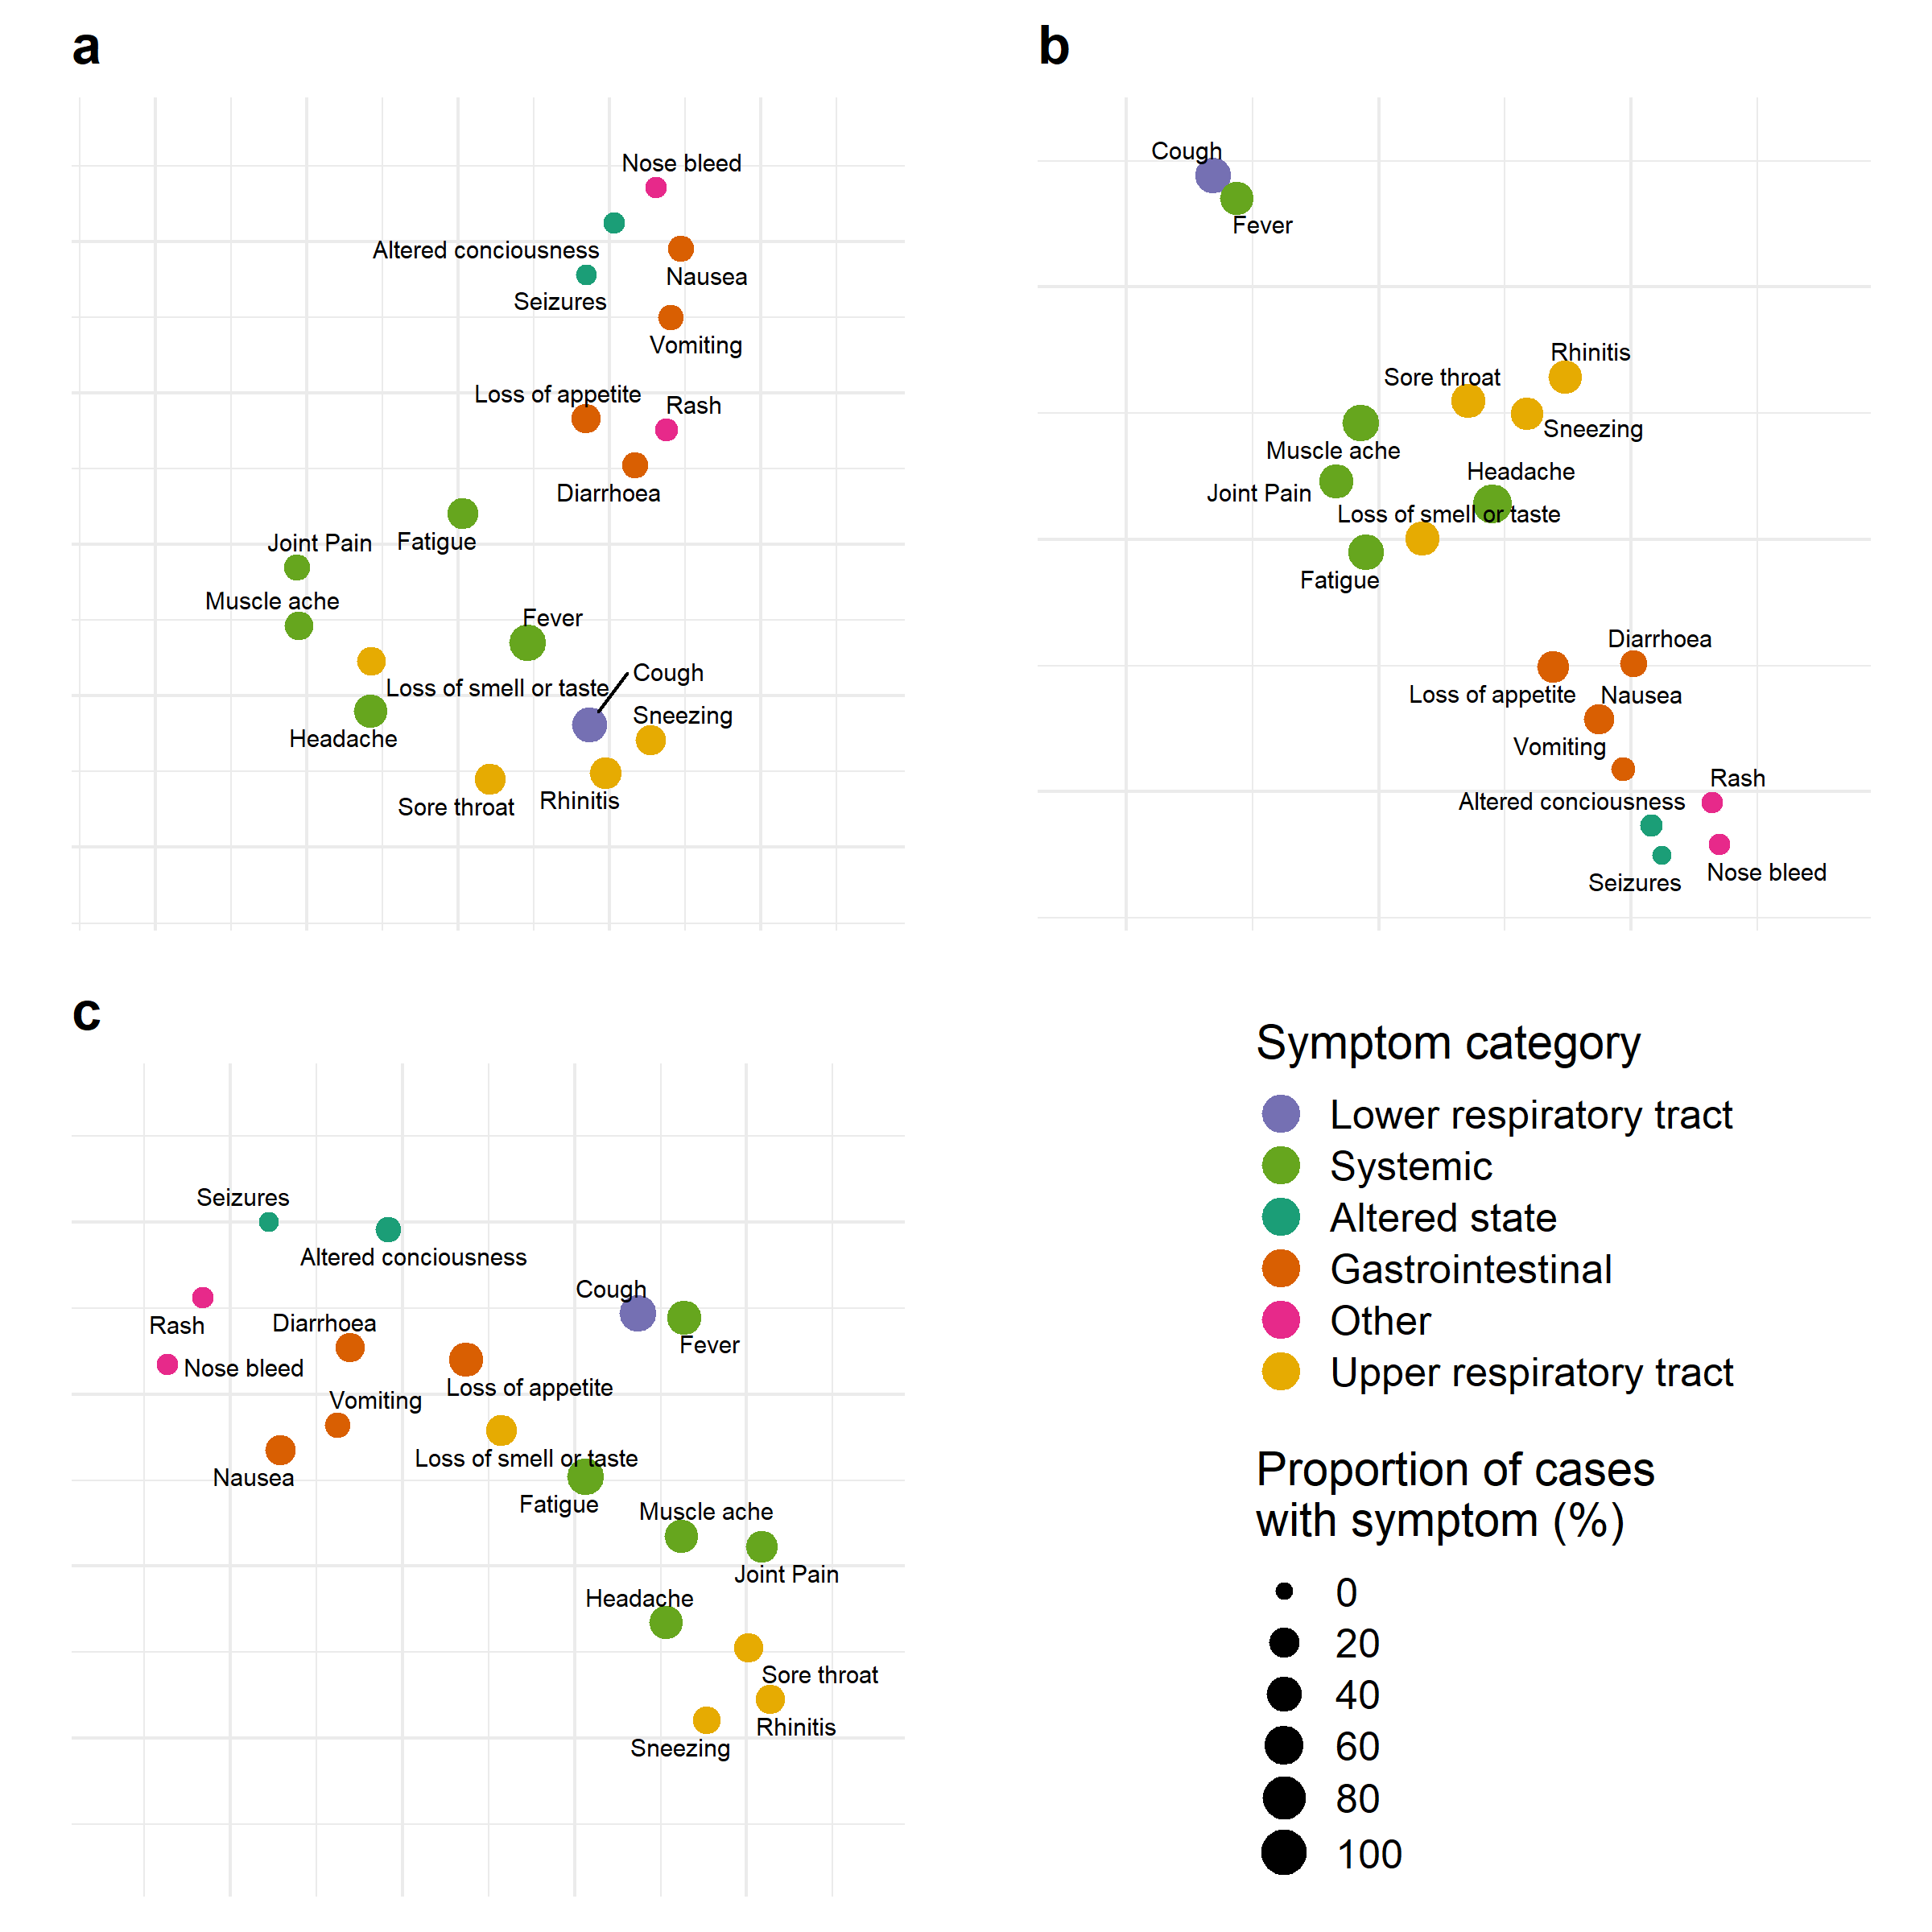 a
Nose bleed
Altered conciousness
Nausea
Seizures
Vomiting
Loss of appetite
Rash
Diarrhoea
Joint Pain
Fatigue
Muscle ache
Fever
Cough
Loss of smell or taste
Sneezing
Headache
Sore throat
Rhinitis
b
Cough
Fever
Rhinitis
Sore throat
Sneezing
Muscle ache
Headache
Joint Pain
Loss of smell or taste
Fatigue
Diarrhoea
Loss of appetite
Nausea
Vomiting
Rash
Altered conciousness
Nose bleed
Seizures
c
Seizures
Altered conciousness
Cough
Rash
Diarrhoea
Fever
Nose bleed
Loss of appetite
Vomiting
Loss of smell or taste
Nausea
Fatigue
Muscle ache
Joint Pain
Headache
Sore throat
Rhinitis
Sneezing
Symptom category
Lower respiratory tract
Systemic
Altered state
Gastrointestinal
Other
Upper respiratory tract
Proportion of cases
with symptom (%)
0
20
40
60
80
100